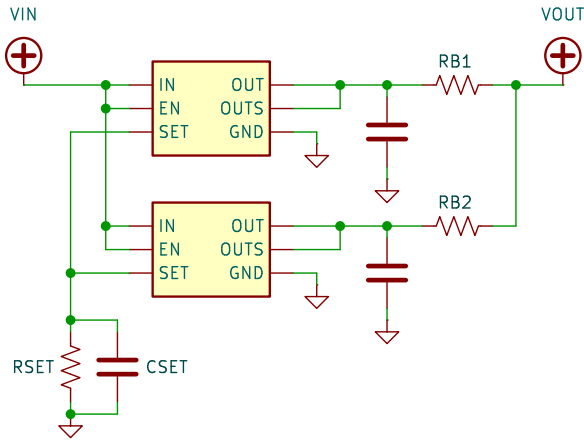 VIN
VOUT
RB1
IN OUT
EN OUTS
SET GND
RB2
IN OUT
EN OUTS
SET GND
RSET CSET